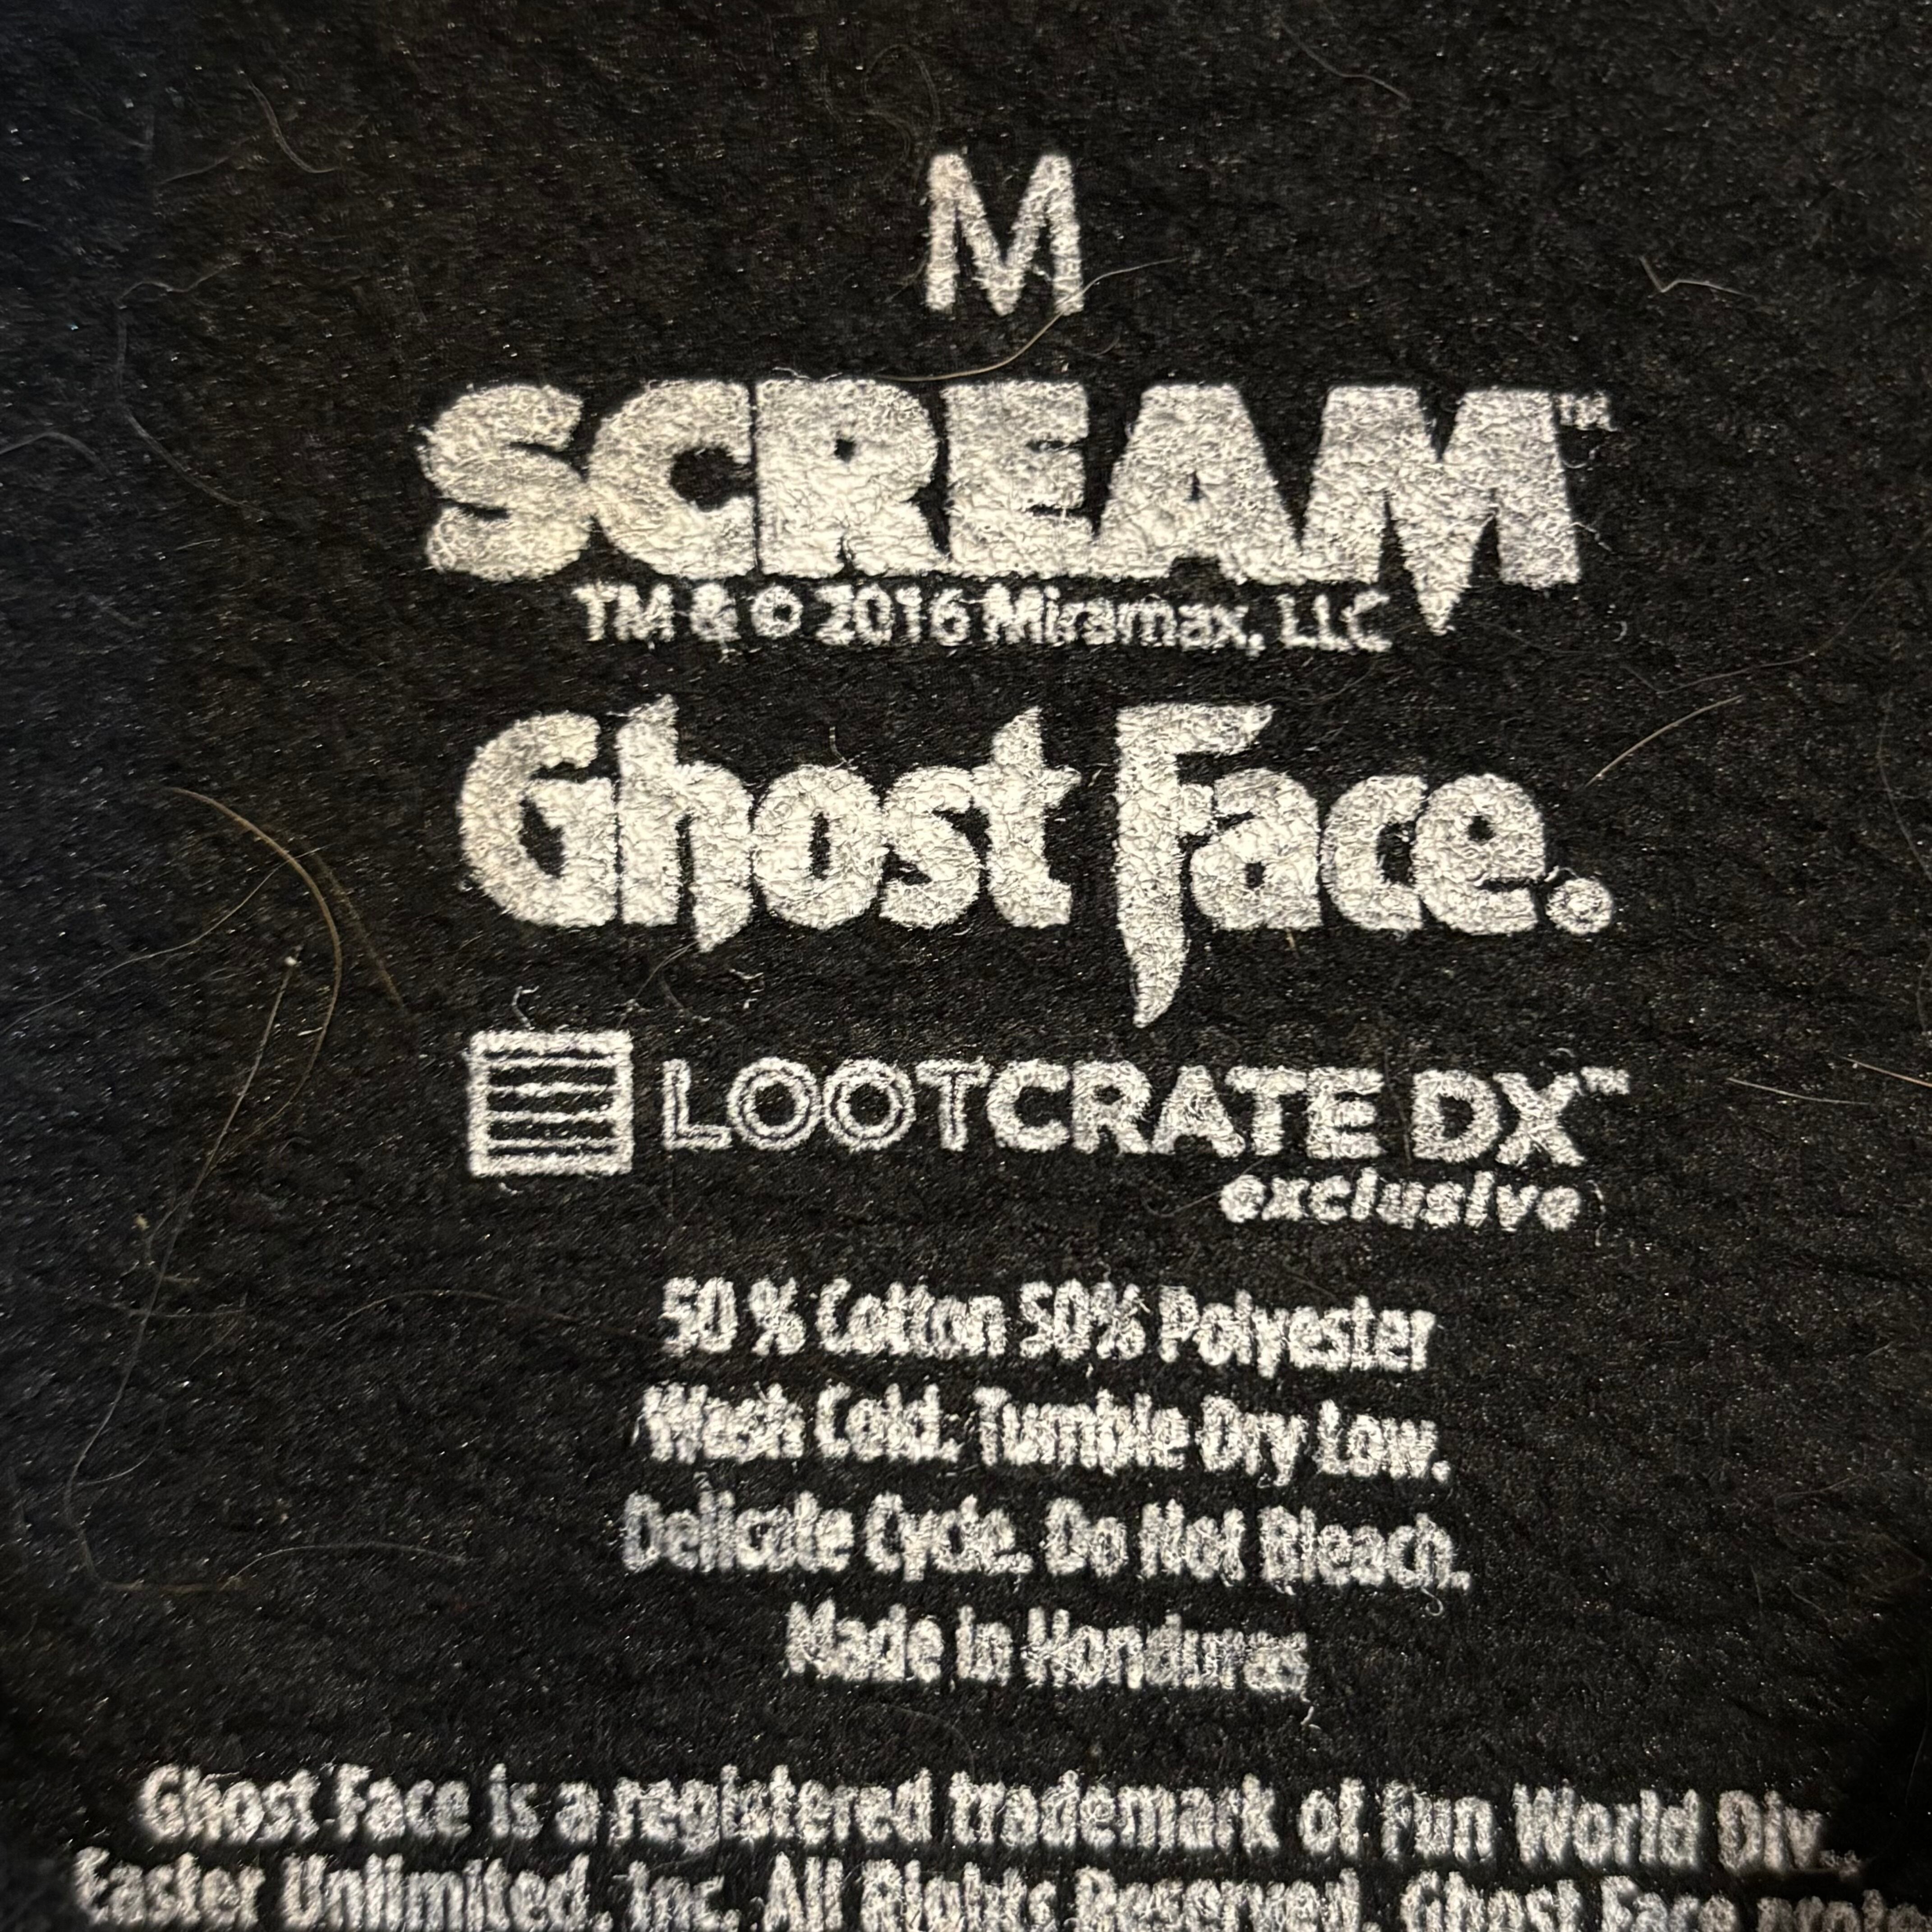 M
SCREAM™
TM & © 2016 Miramax, LLC
Ghost Face.®
LOOTCRATE DX™
exclusive
50 % Cotton 50% Polyester
Wash Cold. Tumble Dry Low.
Delicate Cycle. Do Not Bleach.
Made in Honduras
Ghost Face is a registered trademark of Fun World Div.,
Easter Unlimited, Inc. All Rights Reserved. Ghost Face